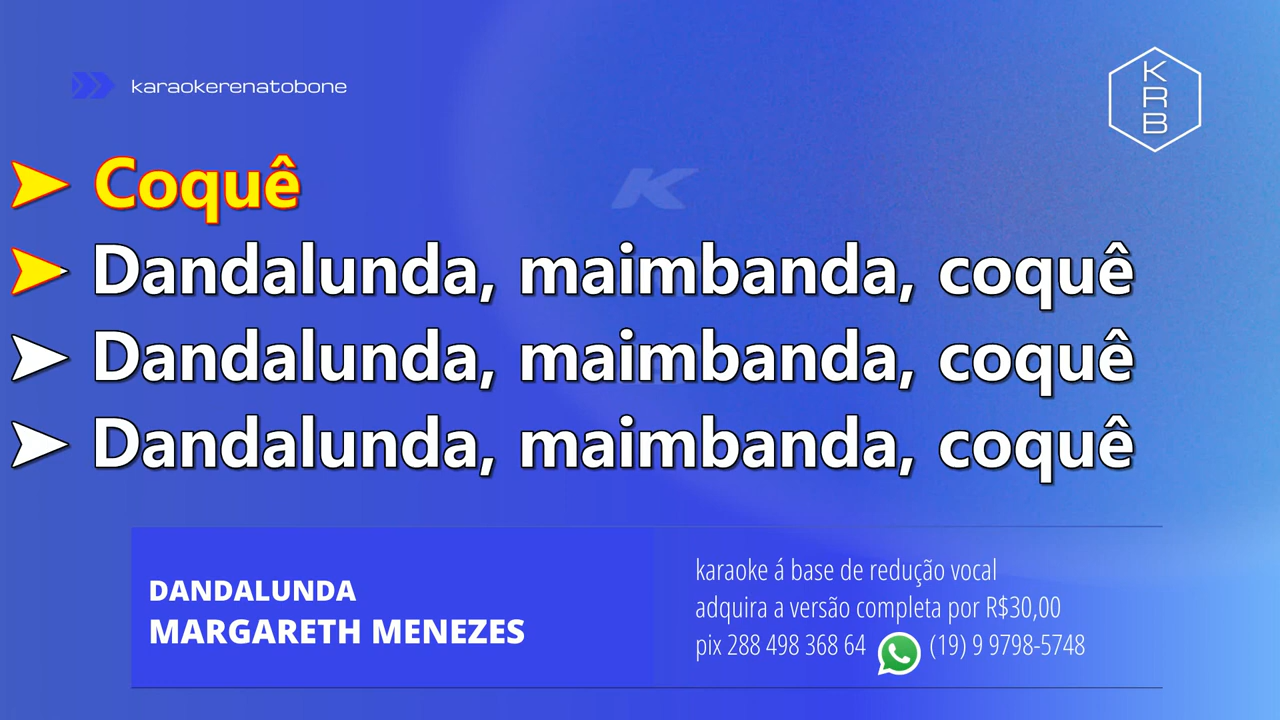 karaokerenatobone
K
R
B
K
➤ Coquê
➤ Dandalunda, maimbanda, coquê
➤ Dandalunda, maimbanda, coquê
➤ Dandalunda, maimbanda, coquê
DANDALUNDA
MARGARETH MENEZES
karaoke á base de redução vocal
adquira a versão completa por R$30,00
pix 288 498 368 64 (19) 9 9798-5748